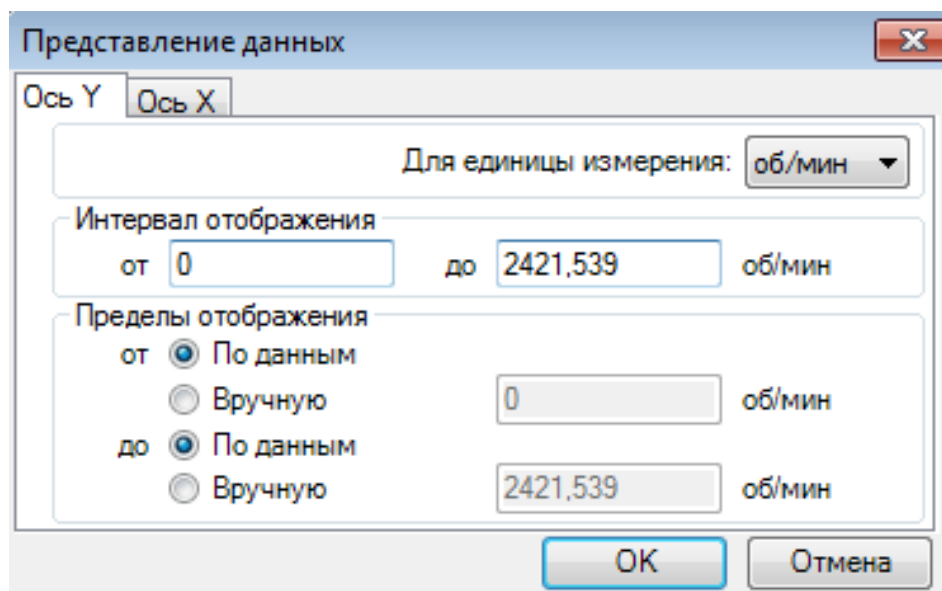 Представление данных
Ось Y Ось X
Для единицы измерения: об/мин
Интервал отображения
от 0 до 2421,539 об/мин
Пределы отображения
от По данным
Вручную 0 об/мин
до По данным
Вручную 2421,539 об/мин
OK Отмена